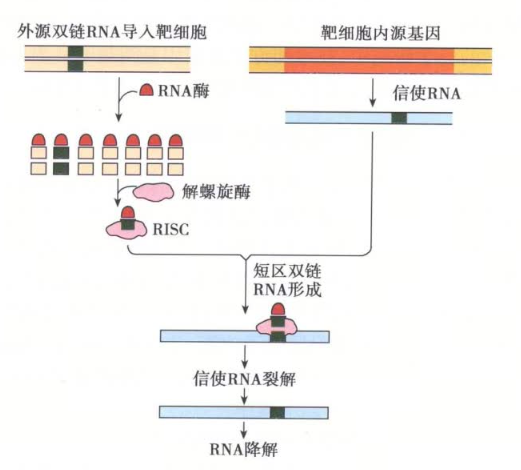 外源双链RNA导入靶细胞
靶细胞内源基因
RNA酶
信使RNA
解螺旋酶
RISC
短区双链
RNA形成
信使RNA裂解
RNA降解